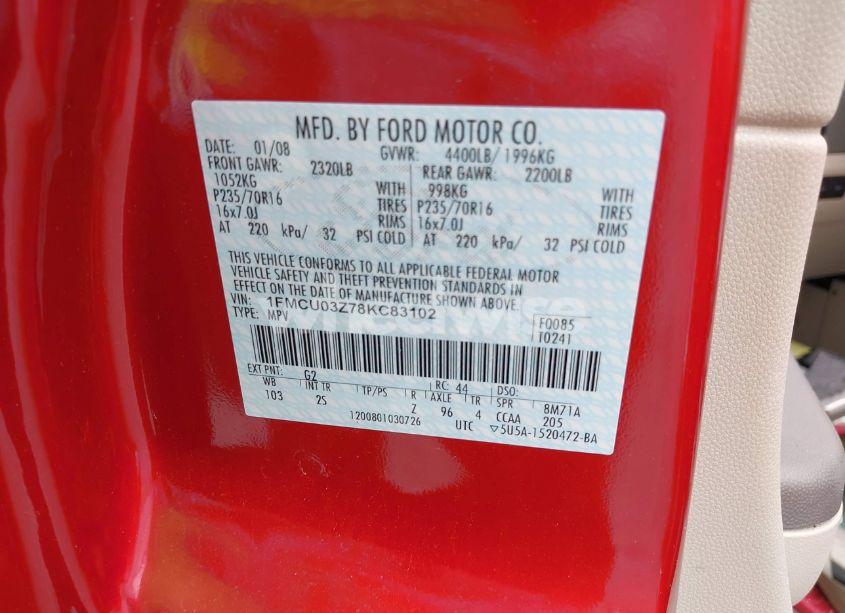 MFD. BY FORD MOTOR CO.
DATE: 01/08 GVWR: 4400LB/ 1996KG
FRONT GAWR: 2320LB REAR GAWR: 2200LB
1052KG WITH 998KG WITH
P235/70R16 TIRES P235/70R16 TIRES
16x7.0J RIMS 16x7.0J RIMS
AT 220 kPa/ 32 PSI COLD AT 220 kPa/ 32 PSI COLD
THIS VEHICLE CONFORMS TO ALL APPLICABLE FEDERAL MOTOR
VEHICLE SAFETY AND THEFT PREVENTION STANDARDS IN
EFFECT ON THE DATE OF MANUFACTURE SHOWN ABOVE.
VIN: 1FMCU03Z78KC83102
TYPE: MPV
F0085
T0241
EXT PNT: G2 RC: 44 DSO:
WB INT TR TP/PS R AXLE TR SPR 8M71A
103 2S Z 96 4 CCAA 205
1200801030726 UTC ▽5U5A-1520472-BA